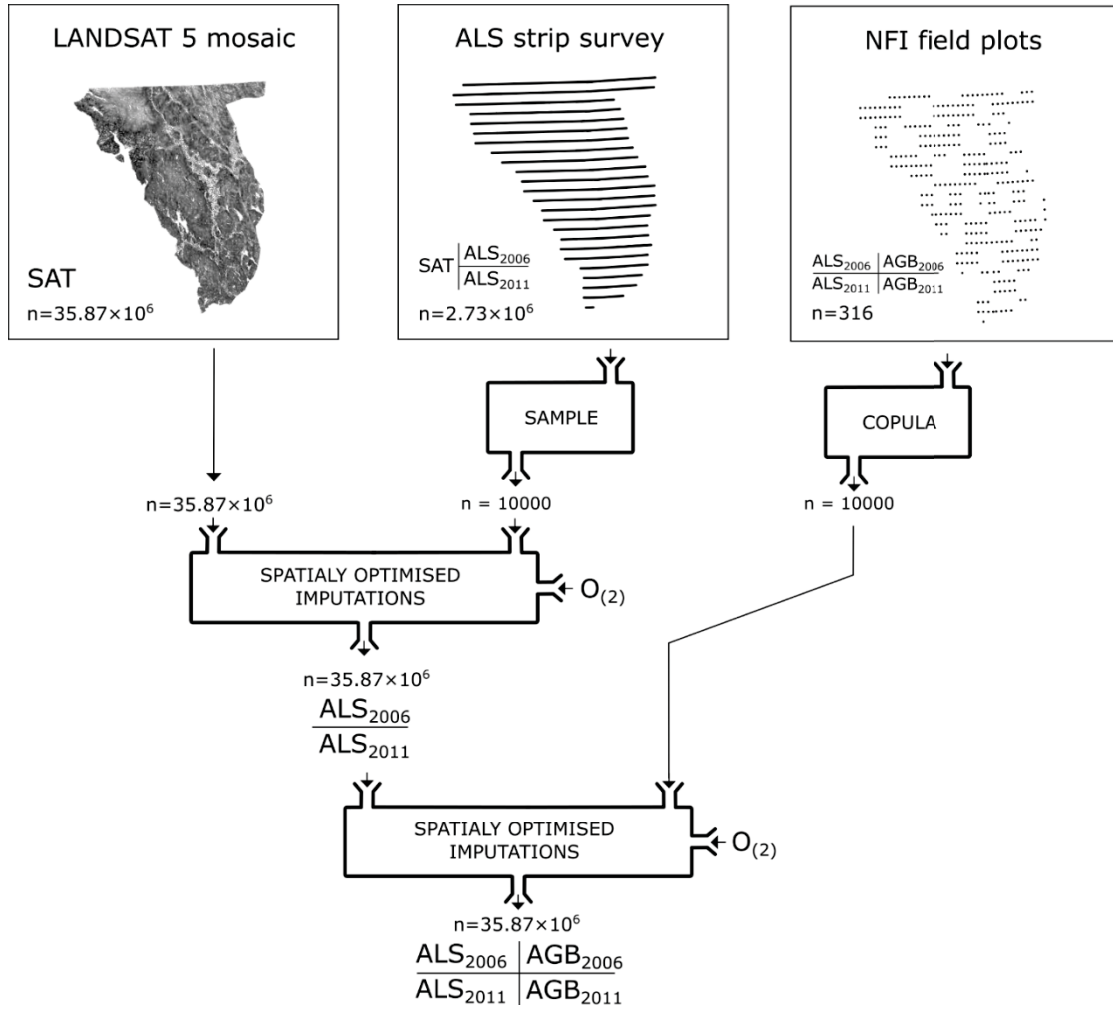 LANDSAT 5 mosaic
SAT
n=35.87×10⁶
ALS strip survey
SAT | ALS₂₀₀₆
ALS₂₀₁₁
n=2.73×10⁶
NFI field plots
ALS₂₀₀₆ | AGB₂₀₀₆
ALS₂₀₁₁ | AGB₂₀₁₁
n=316
SAMPLE
COPULA
n=35.87×10⁶
n = 10000
n = 10000
SPATIALY OPTIMISED
IMPUTATIONS
O₍₂₎
n=35.87×10⁶
ALS₂₀₀₆
ALS₂₀₁₁
SPATIALY OPTIMISED
IMPUTATIONS
O₍₂₎
n=35.87×10⁶
ALS₂₀₀₆ | AGB₂₀₀₆
ALS₂₀₁₁ | AGB₂₀₁₁